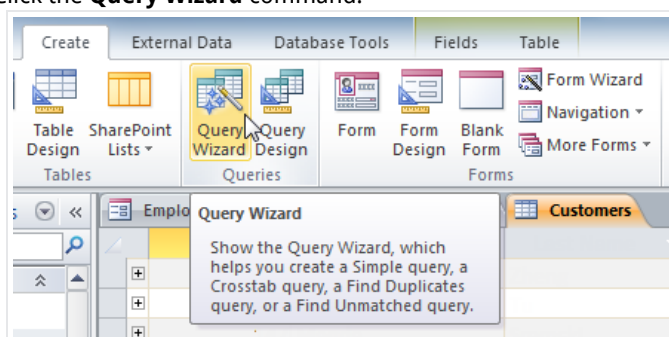 click the Query Wizard command.
Create External Data Database Tools Fields Table
Table Design
SharePoint Lists
Query Wizard
Query Design
Form
Form Design
Blank Form
Form Wizard
Navigation
More Forms
Tables Queries Forms
Emplo
Customers
Query Wizard
Show the Query Wizard, which
helps you create a Simple query, a
Crosstab query, a Find Duplicates
query, or a Find Unmatched query.